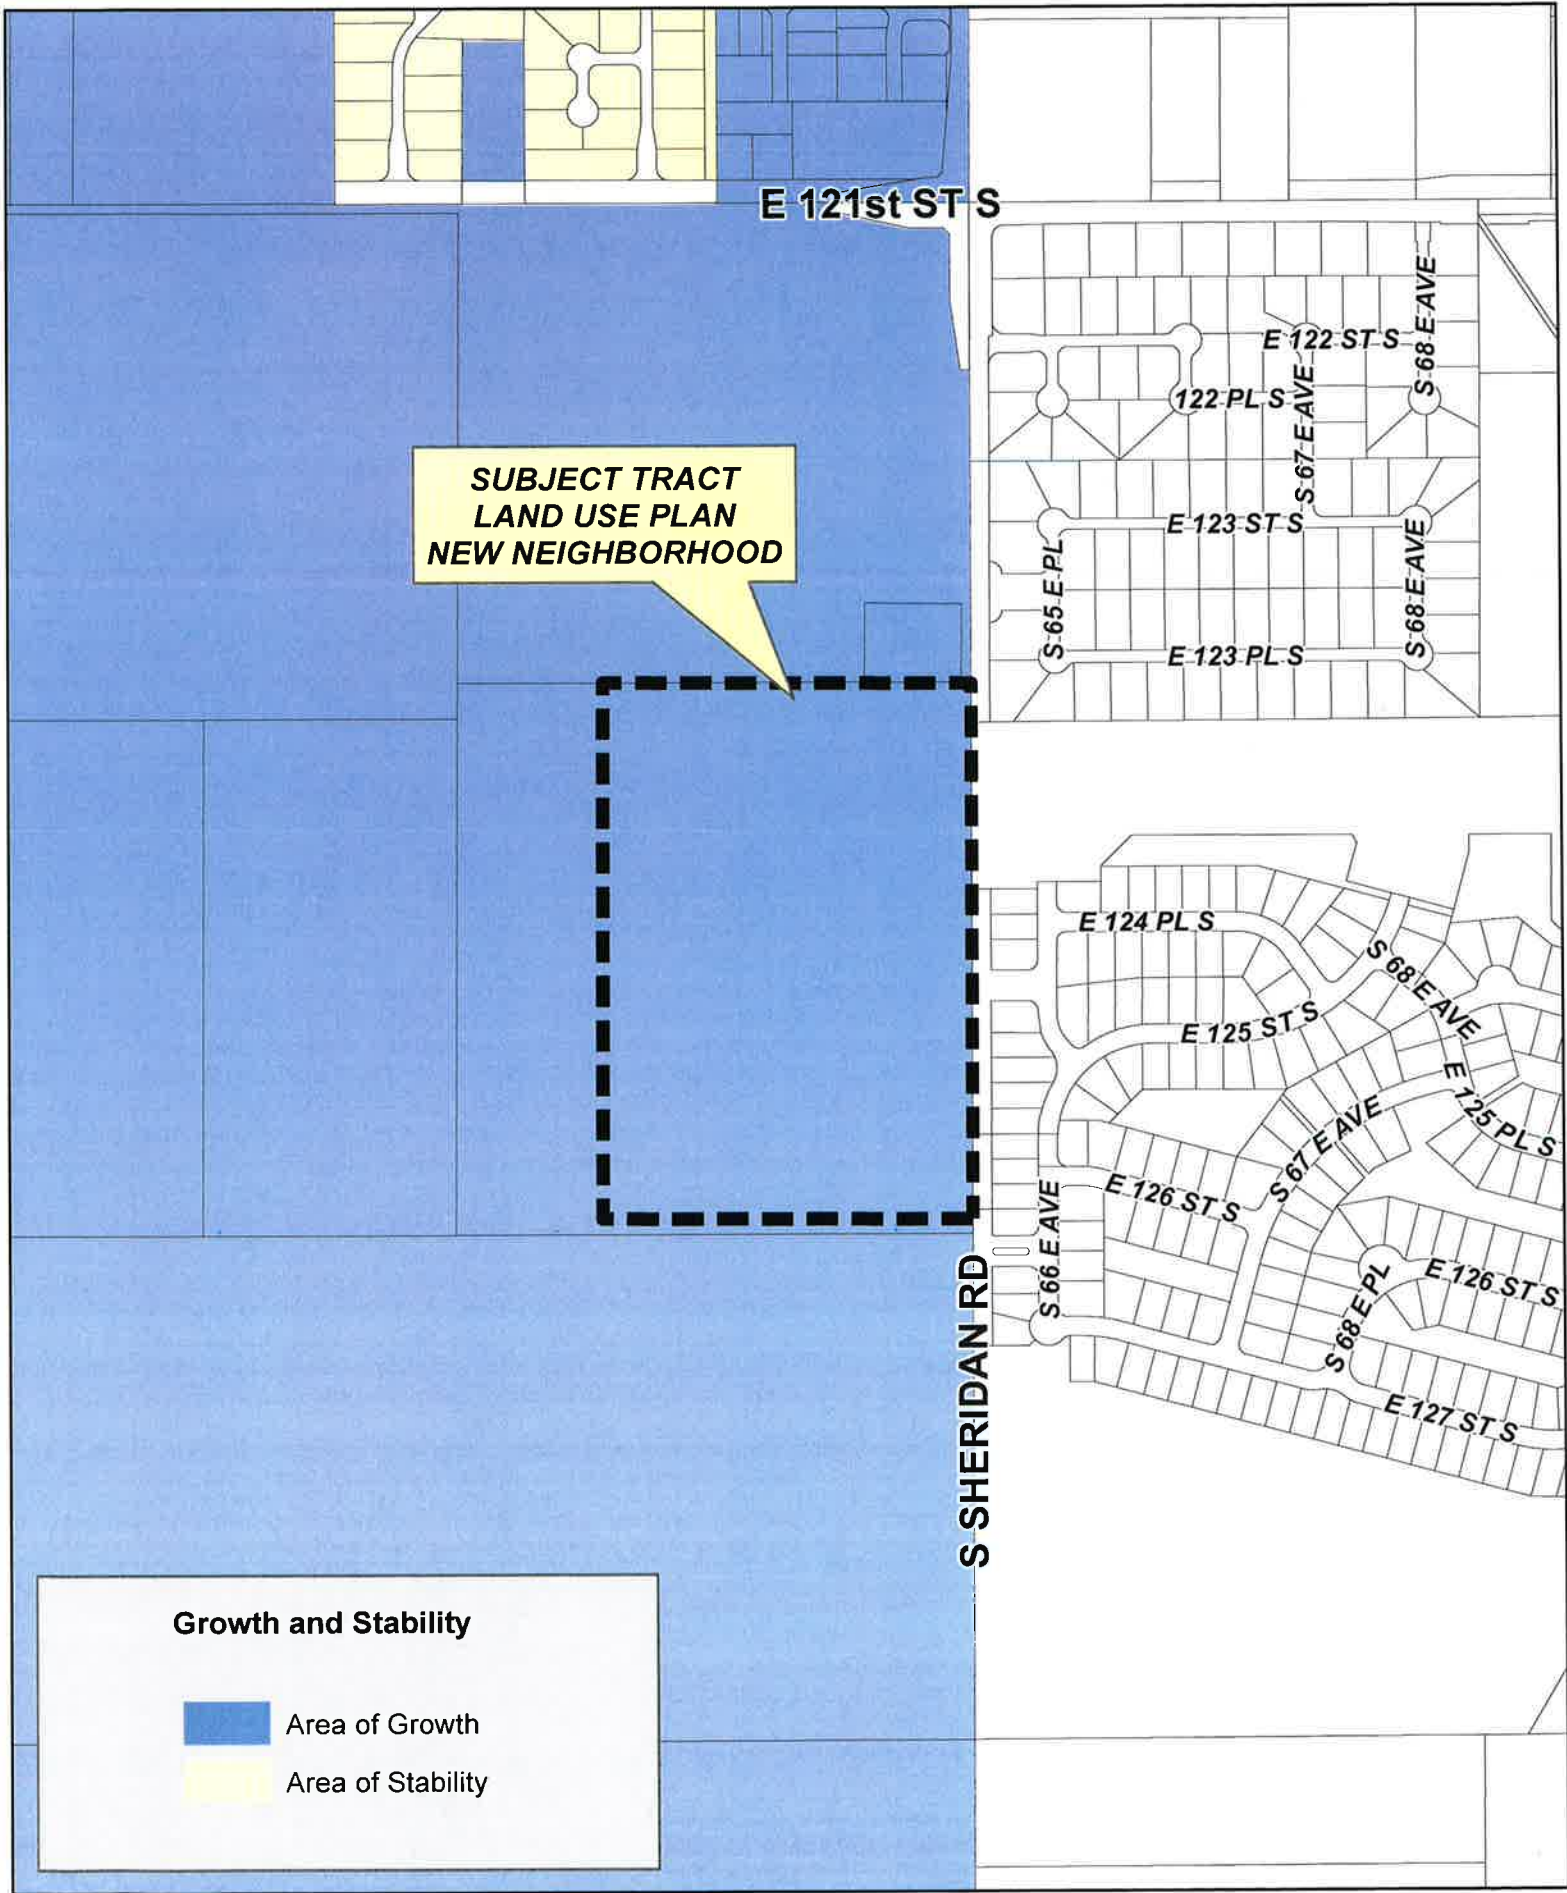 E 121st ST S
S 68 E AVE
E 122 ST S
122 PL S
S 67 E AVE
SUBJECT TRACT
LAND USE PLAN
NEW NEIGHBORHOOD
E 123 ST S
S 65 E PL
S 68 E AVE
E 123 PL S
E 124 PL S
S 68 E AVE
E 125 ST S
E 125 PL S
S 67 E AVE
E 126 ST S
S 66 E AVE
E 126 ST S
S 68 E PL
S SHERIDAN RD
E 127 ST S
Growth and Stability
Area of Growth
Area of Stability